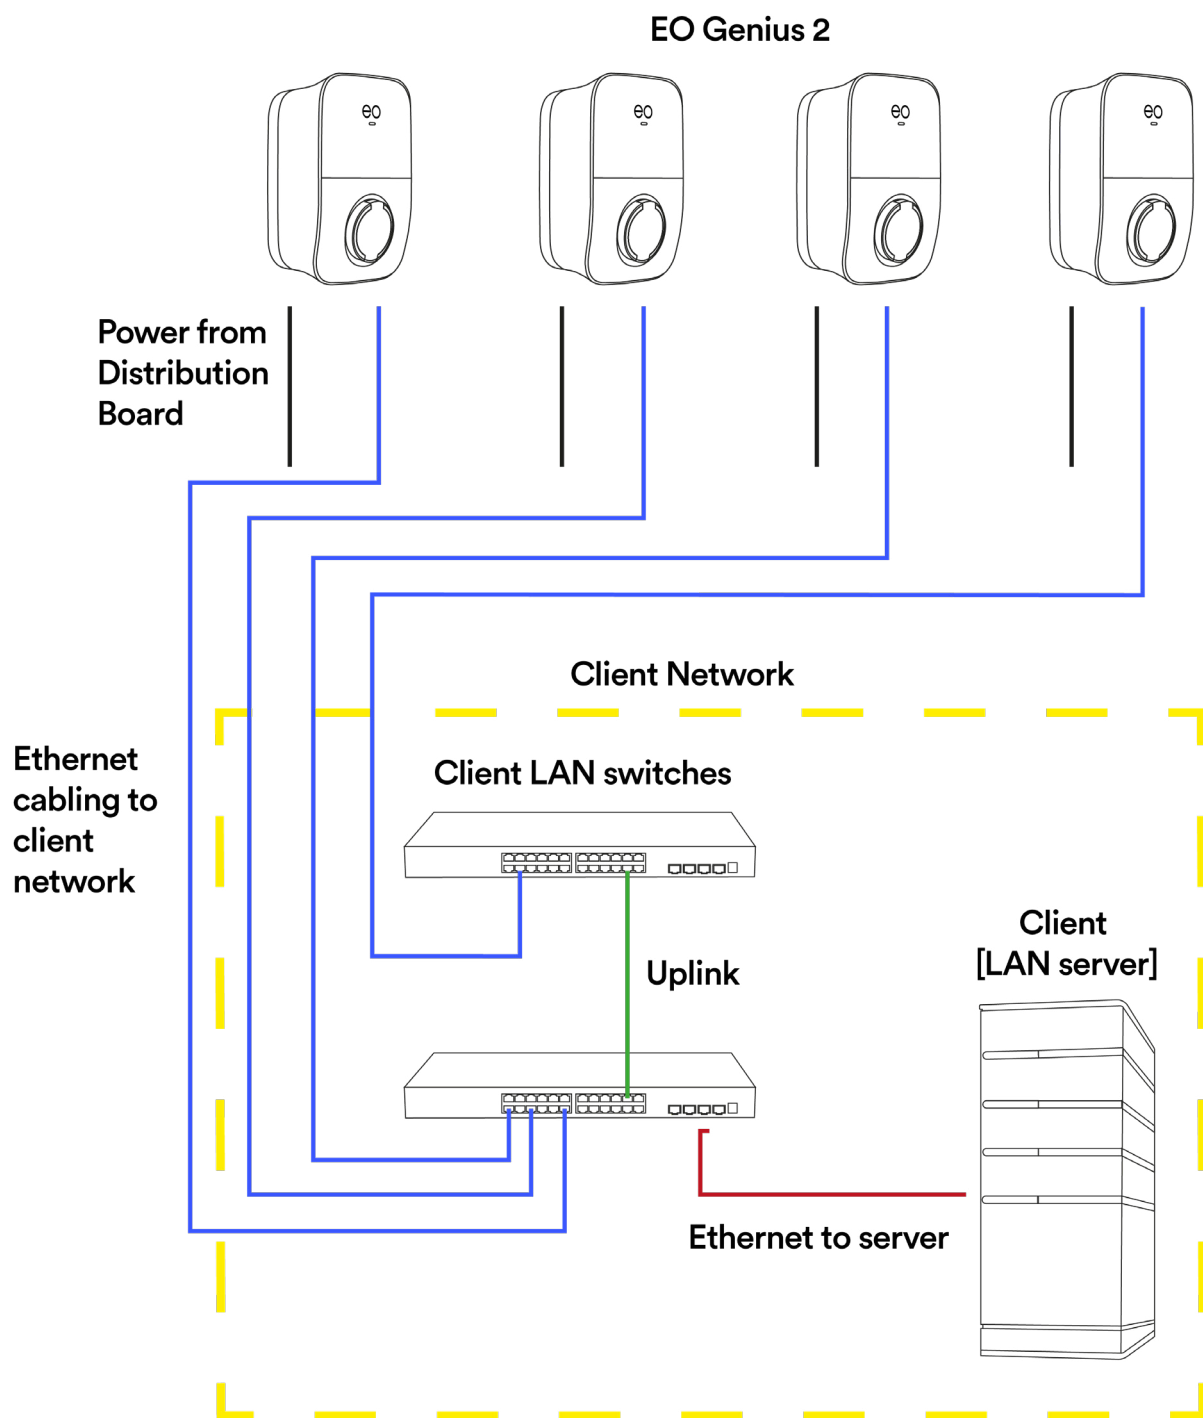 EO Genius 2
eo
eo
eo
eo
Power from
Distribution
Board
Client Network
Ethernet
cabling to
client
network
Client LAN switches
Uplink
Client
[LAN server]
Ethernet to server